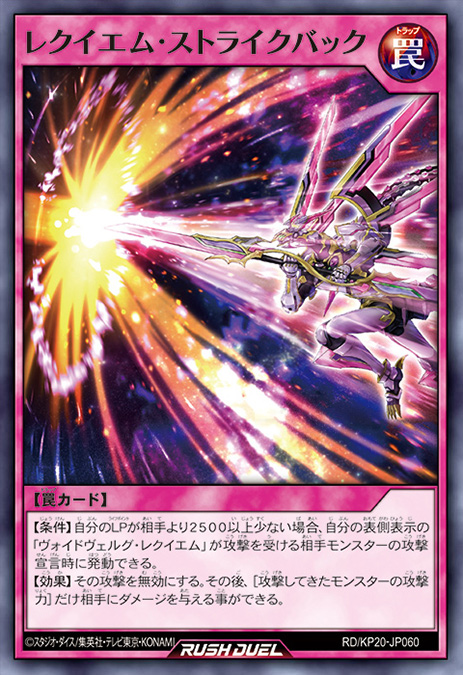 レクイエム・ストライクバック
トラップ
罠
【罠カード】
【条件】自分のLPが相手より2500以上少ない場合、自分の表側表示の
「ヴォイドヴェルグ・レクイエム」が攻撃を受ける相手モンスターの攻撃
宣言時に発動できる。
【効果】その攻撃を無効にする。その後、[攻撃してきたモンスターの攻撃
力]だけ相手にダメージを与える事ができる。
©スタジオ・ダイス/集英社・テレビ東京・KONAMI
RUSH DUEL
RD/KP20-JP060